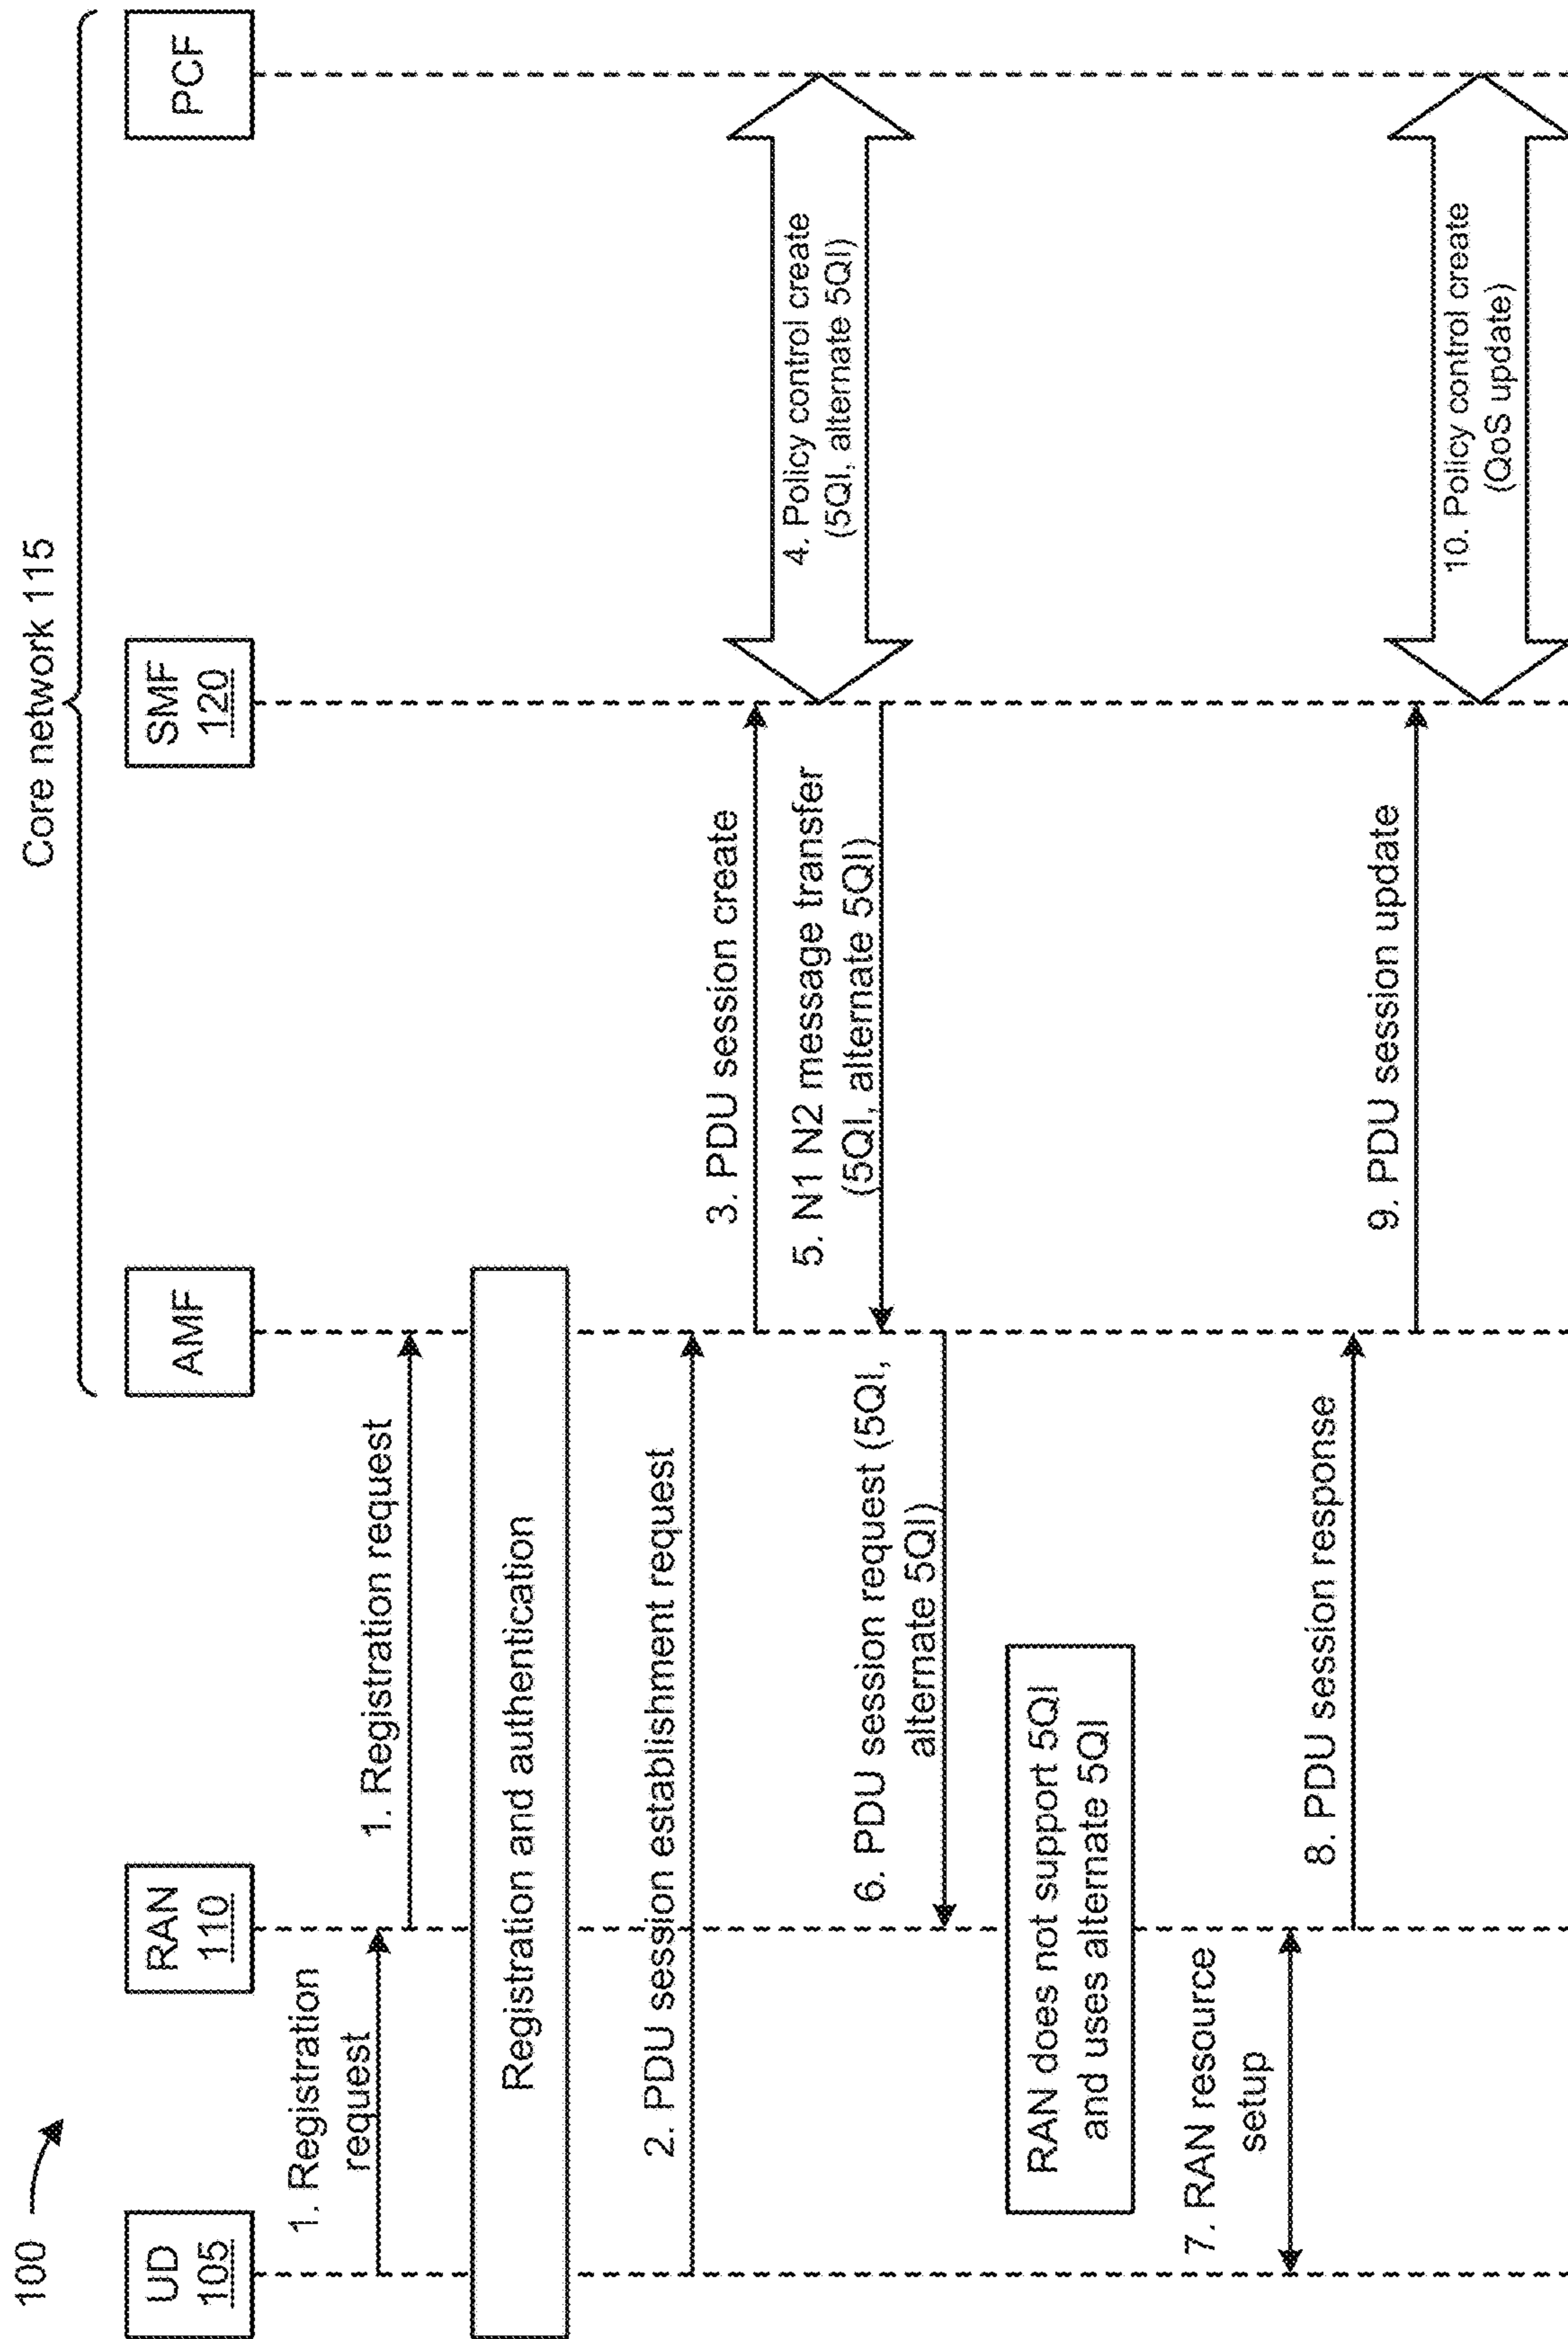 100
Core network 115
UD
105
RAN
110
AMF
SMF
120
PCF
1. Registration
request
1. Registration request
Registration and authentication
2. PDU session establishment request
3. PDU session create
4. Policy control create
(5QI, alternate 5QI)
5. N1 N2 message transfer
(5QI, alternate 5QI)
6. PDU session request (5QI,
alternate 5QI)
RAN does not support 5QI
and uses alternate 5QI
7. RAN resource
setup
8. PDU session response
9. PDU session update
10. Policy control create
(QoS update)